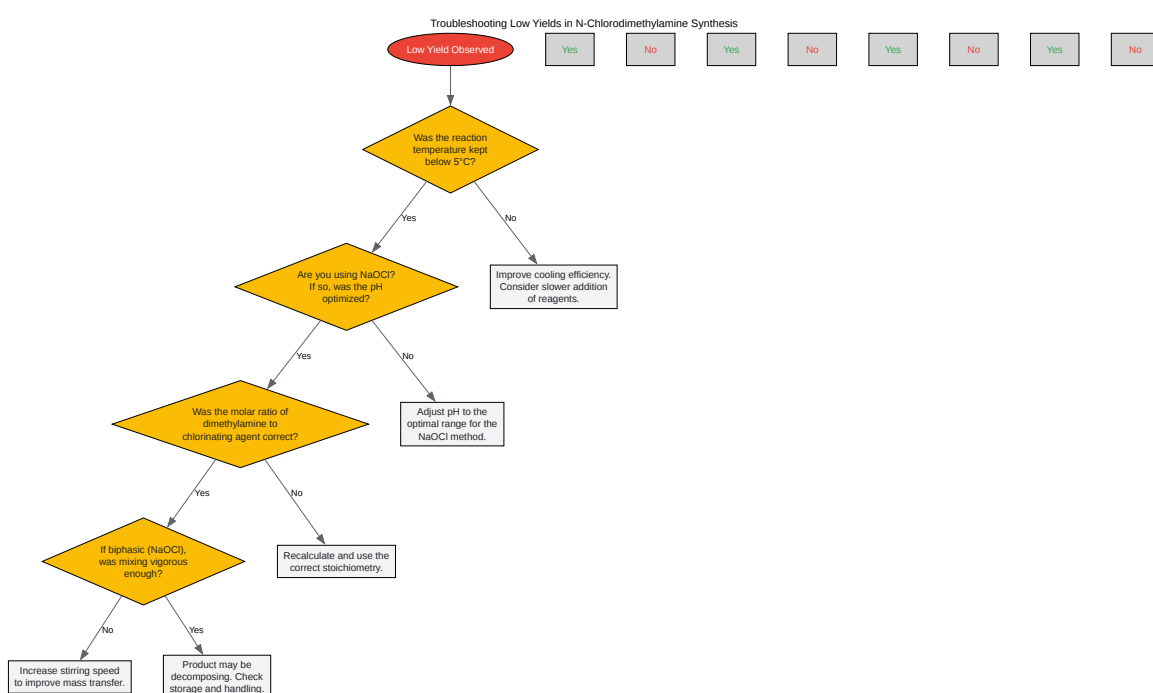 Troubleshooting Low Yields in N-Chlorodimethylamine Synthesis
Low Yield Observed
Yes
No
Yes
No
Yes
No
Yes
No
Was the reaction
temperature kept
below 5°C?
Yes
No
Are you using NaOCl?
If so, was the pH
optimized?
Improve cooling efficiency.
Consider slower addition
of reagents.
Yes
No
Was the molar ratio of
dimethylamine to
chlorinating agent correct?
Adjust pH to the
optimal range for the
NaOCl method.
Yes
No
If biphasic (NaOCl),
was mixing vigorous
enough?
Recalculate and use the
correct stoichiometry.
No
Yes
Increase stirring speed
to improve mass transfer.
Product may be
decomposing. Check
storage and handling.